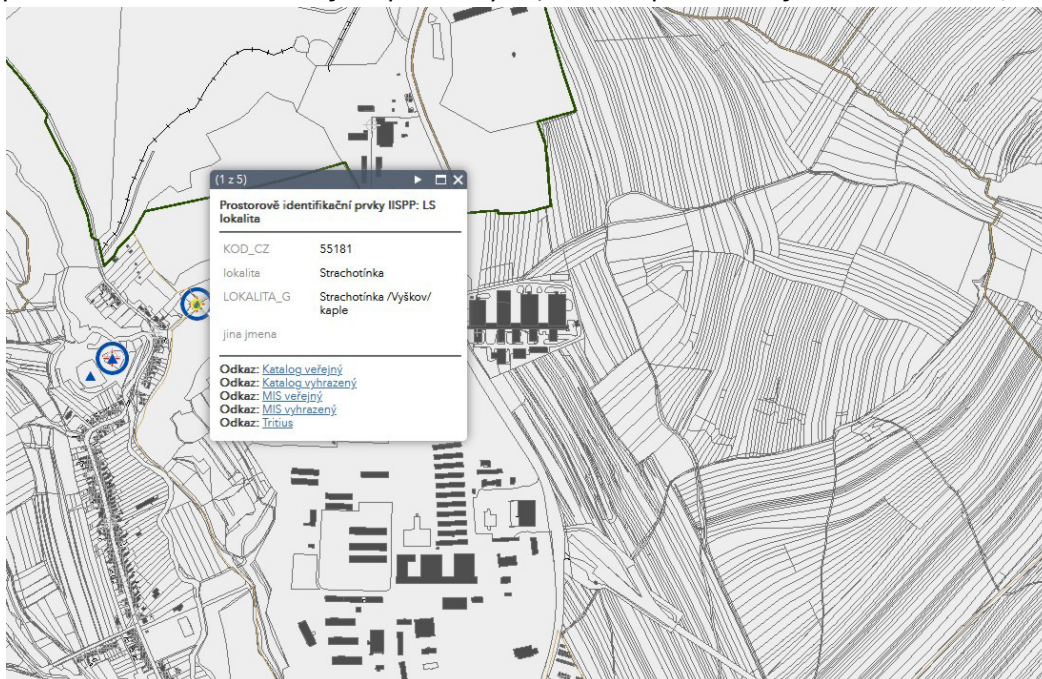 (1 z 5)
Prostorově identifikační prvky IISPP: LS
lokalita
KOD_CZ 55181
lokalita Strachotínka
LOKALITA_G Strachotínka /Vyškov/
kaple
jina jmena
Odkaz: Katalog veřejný
Odkaz: Katalog vyhrazený
Odkaz: MIS veřejný
Odkaz: MIS vyhrazený
Odkaz: Tritius